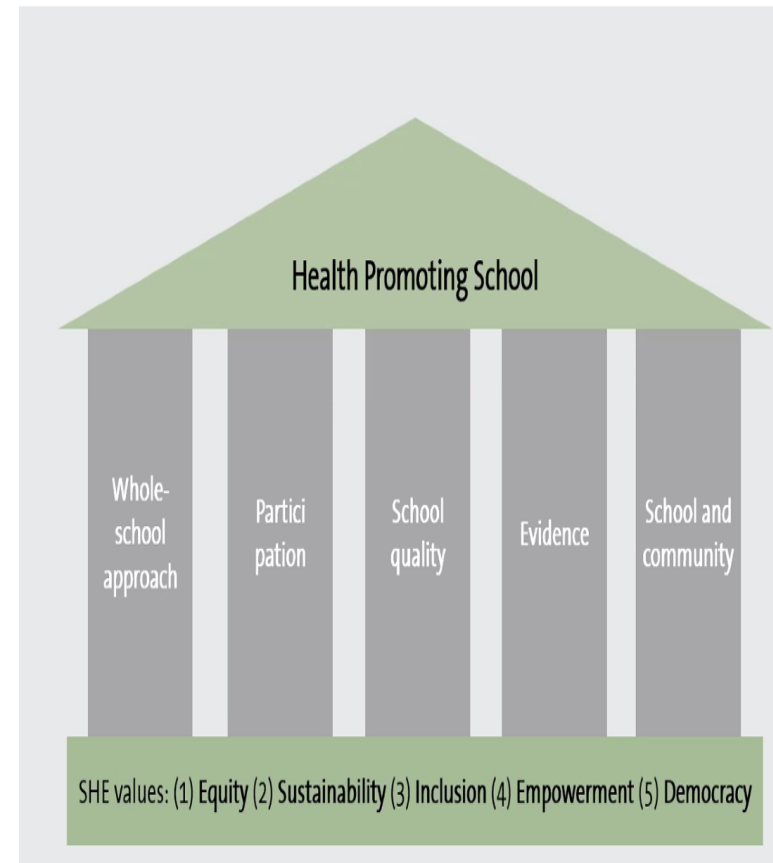 Health Promoting School
Whole-
school
approach
Partici
pation
School
quality
Evidence
School and
community
SHE values: (1) Equity (2) Sustainability (3) Inclusion (4) Empowerment (5) Democracy